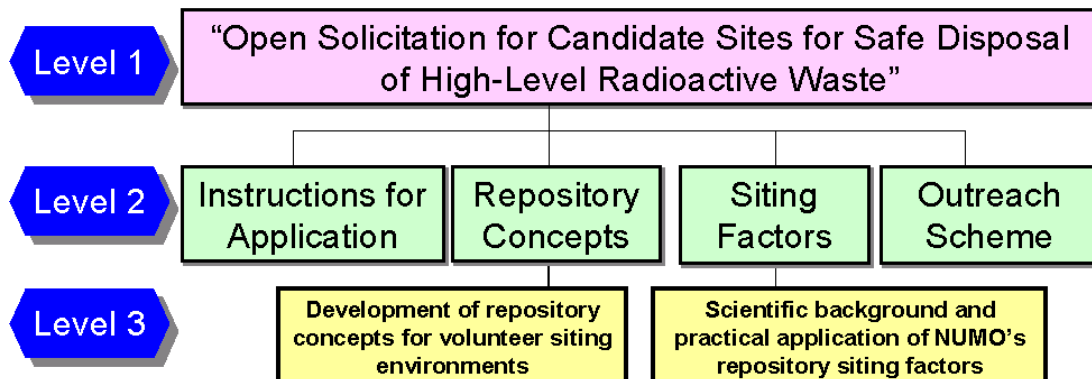 Level 1
“Open Solicitation for Candidate Sites for Safe Disposal
of High-Level Radioactive Waste”
Level 2
Instructions for
Application
Repository
Concepts
Siting
Factors
Outreach
Scheme
Level 3
Development of repository
concepts for volunteer siting
environments
Scientific background and
practical application of NUMO’s
repository siting factors